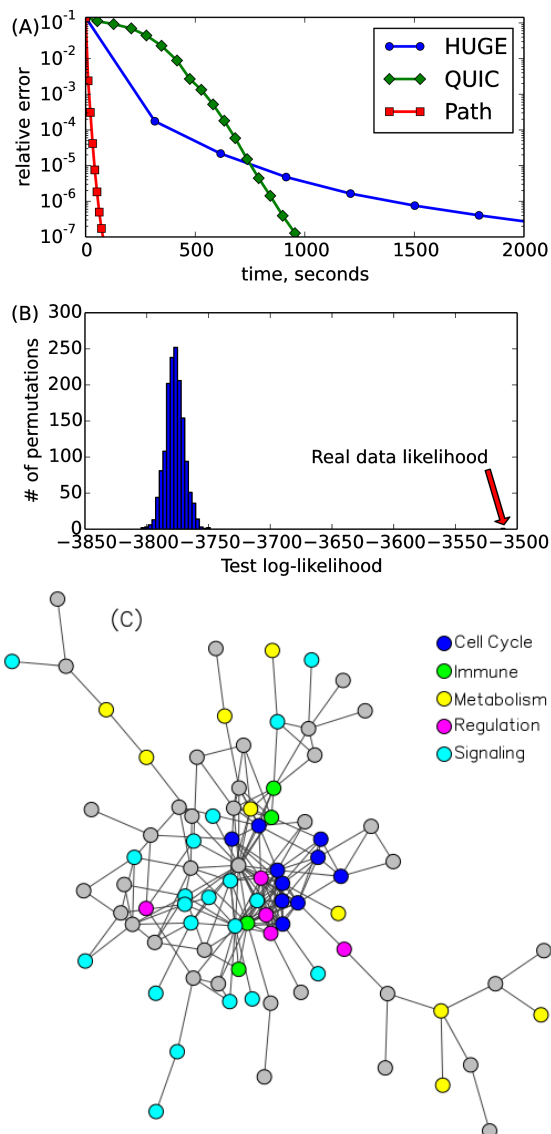 (A)
10^-1
10^-2
10^-3
10^-4
10^-5
10^-6
10^-7
relative error
HUGE
QUIC
Path
0 500 1000 1500 2000
time, seconds
(B)
300
250
200
150
100
50
0
# of permutations
Real data likelihood
−3850 −3800 −3750 −3700 −3650 −3600 −3550 −3500
Test log-likelihood
(C)
Cell Cycle
Immune
Metabolism
Regulation
Signaling